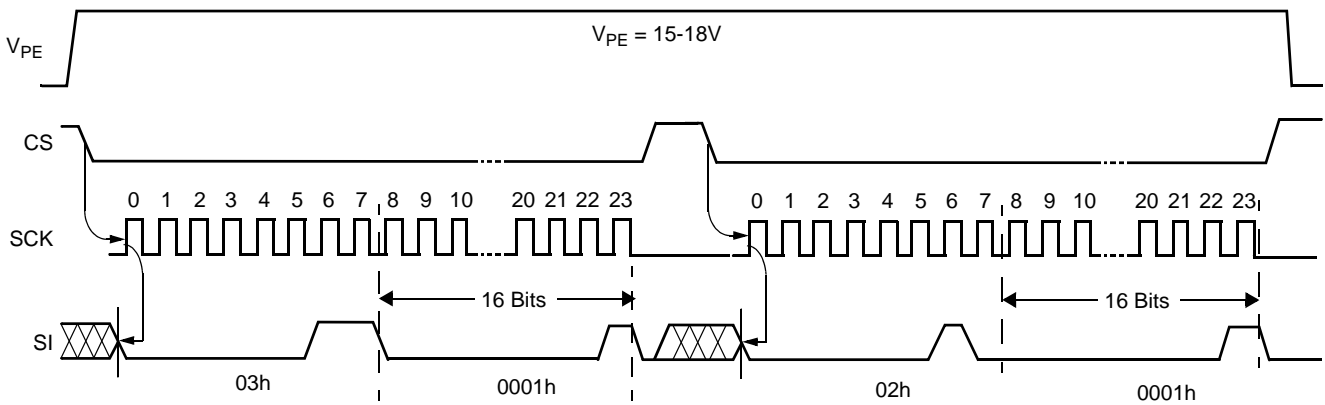 V_PE
V_PE = 15-18V
CS
0 1 2 3 4 5 6 7 8 9 10 20 21 22 23 0 1 2 3 4 5 6 7 8 9 10 20 21 22 23
SCK
16 Bits 16 Bits
SI
03h 0001h 02h 0001h